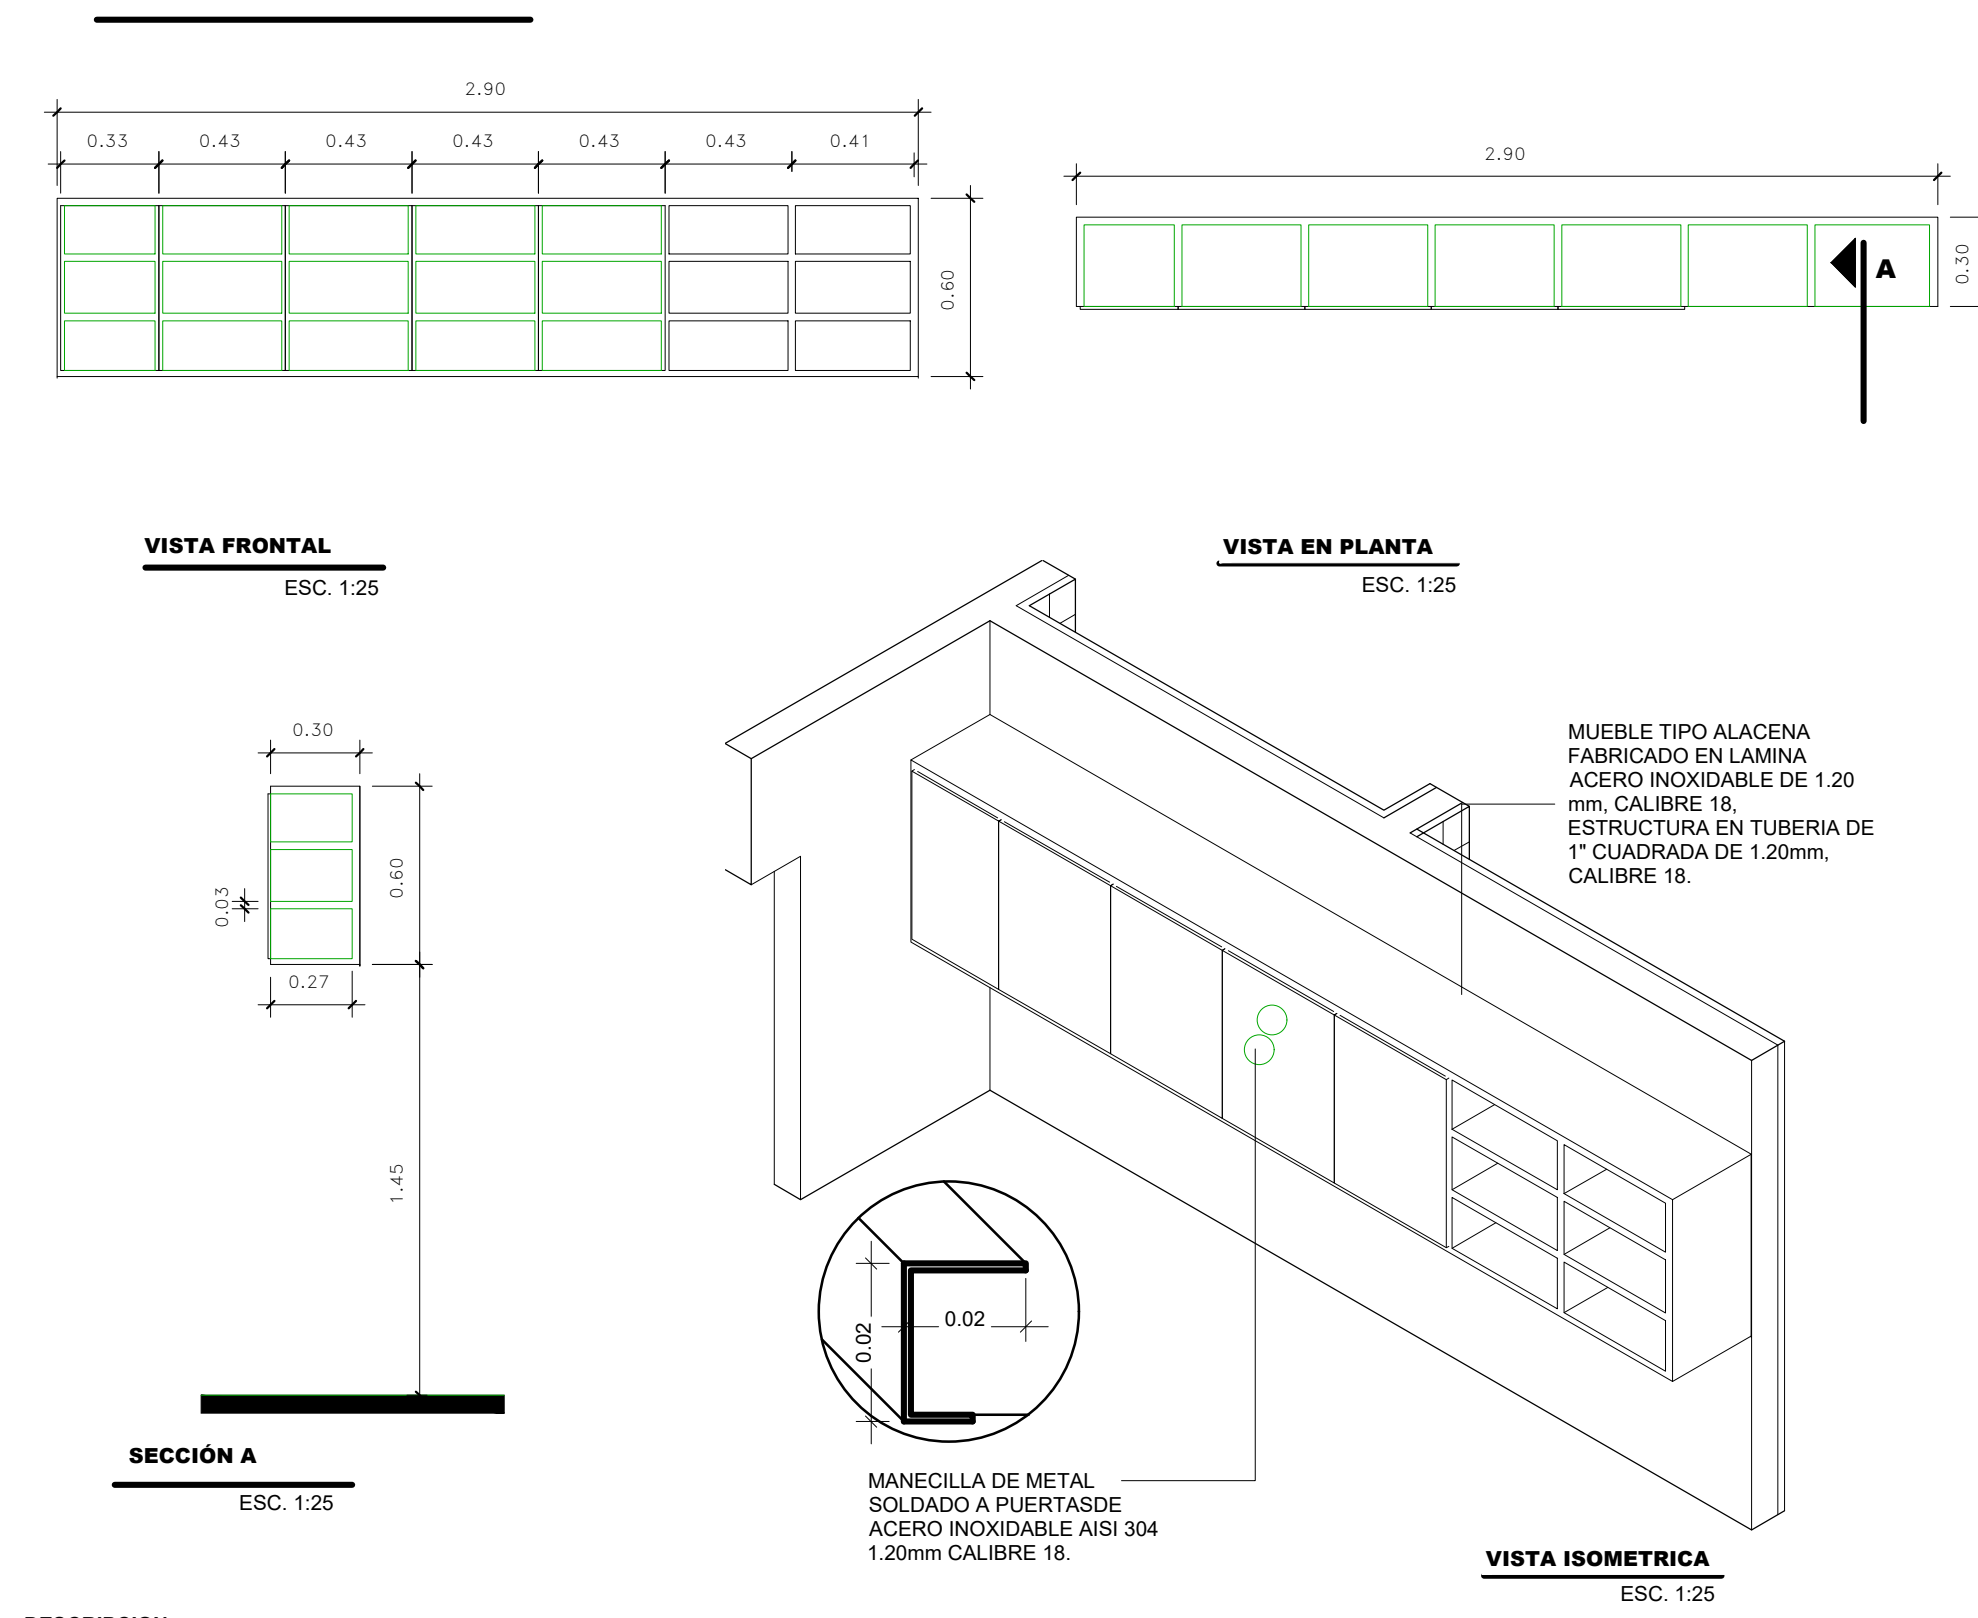 2.90
0.33 0.43 0.43 0.43 0.43 0.43 0.41
0.60
2.90
0.30
A
VISTA FRONTAL
ESC. 1:25
VISTA EN PLANTA
ESC. 1:25
0.30
0.60
0.03
0.27
1.45
SECCIÓN A
ESC. 1:25
MUEBLE TIPO ALACENA
FABRICADO EN LAMINA
ACERO INOXIDABLE DE 1.20
mm, CALIBRE 18,
ESTRUCTURA EN TUBERIA DE
1" CUADRADA DE 1.20mm,
CALIBRE 18.
0.02
0.02
MANECILLA DE METAL
SOLDADO A PUERTASDE
ACERO INOXIDABLE AISI 304
1.20mm CALIBRE 18.
VISTA ISOMETRICA
ESC. 1:25